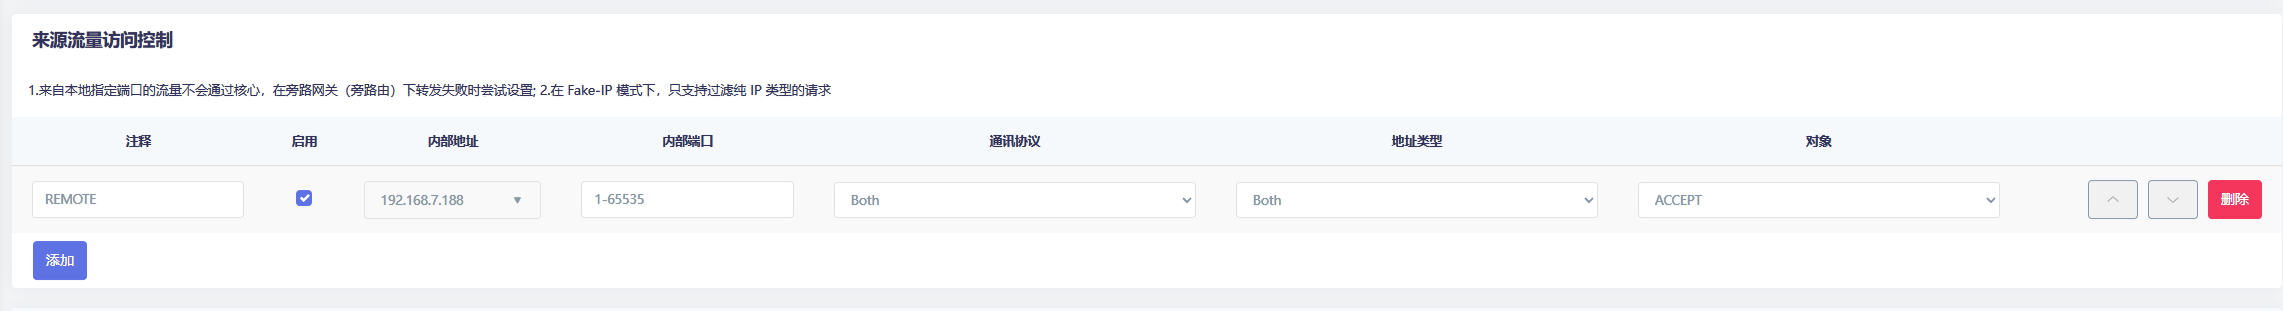 来源流量访问控制
1.来自本地指定端口的流量不会通过核心，在旁路网关（旁路由）下转发失败时尝试设置; 2.在 Fake-IP 模式下，只支持过滤纯 IP 类型的请求
注释 启用 内部地址 内部端口 通讯协议 地址类型 对象
REMOTE 192.168.7.188 1-65535 Both Both ACCEPT 删除
添加